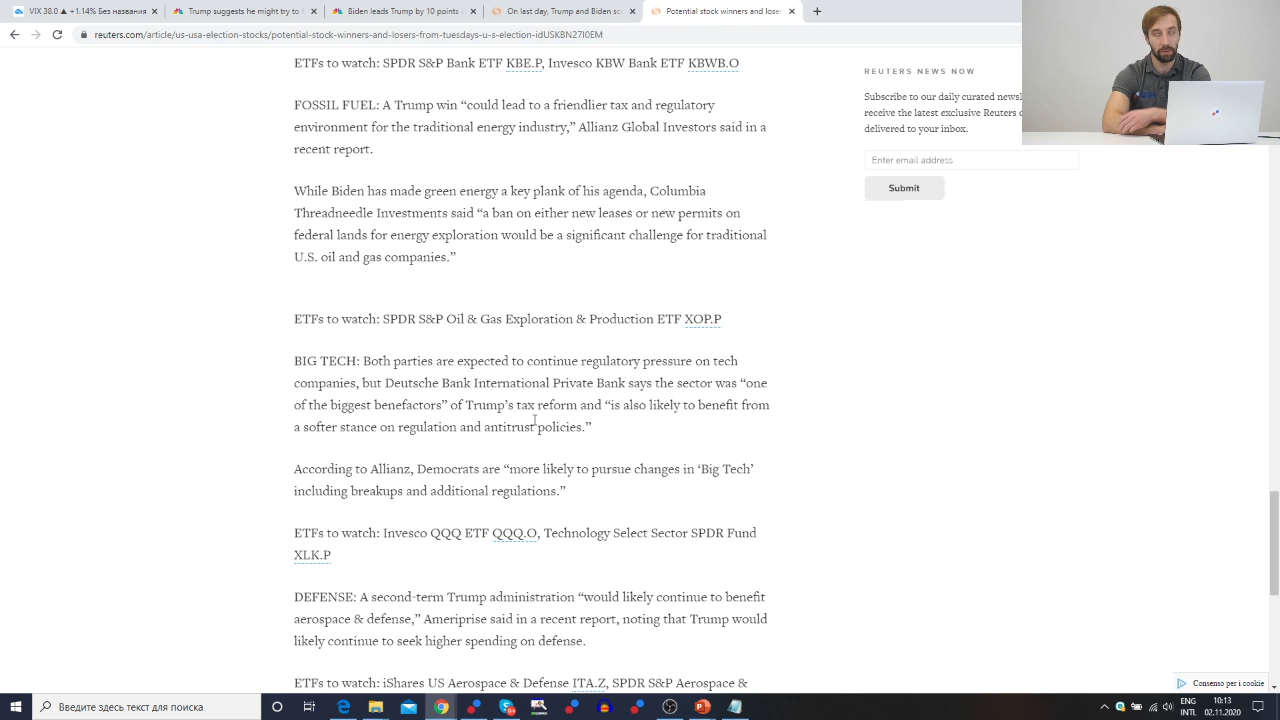 VIX 38.0 ▲ +1.14% Без назван
Trump suggests he might try to
Trump vs Biden: 10 points of co
On taxes, Trump and Biden sc
Potential stock winners and loser
reuters.com/article/us-usa-election-stocks/potential-stock-winners-and-losers-from-tuesdays-u-s-election-idUSKBN27I0EM
ETFs to watch: SPDR S&P Bank ETF KBE.P, Invesco KBW Bank ETF KBWB.O
FOSSIL FUEL: A Trump win “could lead to a friendlier tax and regulatory
environment for the traditional energy industry,” Allianz Global Investors said in a
recent report.
While Biden has made green energy a key plank of his agenda, Columbia
Threadneedle Investments said “a ban on either new leases or new permits on
federal lands for energy exploration would be a significant challenge for traditional
U.S. oil and gas companies.”
ETFs to watch: SPDR S&P Oil & Gas Exploration & Production ETF XOP.P
BIG TECH: Both parties are expected to continue regulatory pressure on tech
companies, but Deutsche Bank International Private Bank says the sector was “one
of the biggest benefactors” of Trump’s tax reform and “is also likely to benefit from
a softer stance on regulation and antitrust policies.”
According to Allianz, Democrats are “more likely to pursue changes in ‘Big Tech’
including breakups and additional regulations.”
ETFs to watch: Invesco QQQ ETF QQQ.O, Technology Select Sector SPDR Fund
XLK.P
DEFENSE: A second-term Trump administration “would likely continue to benefit
aerospace & defense,” Ameriprise said in a recent report, noting that Trump would
likely continue to seek higher spending on defense.
ETFs to watch: iShares US Aerospace & Defense ITA.Z, SPDR S&P Aerospace &
REUTERS NEWS NOW
Subscribe to our daily curated newsl
receive the latest exclusive Reuters c
delivered to your inbox.
Enter email address
Submit
Consenso per i cookie
Введите здесь текст для поиска
INTL
10:13
02.11.2020